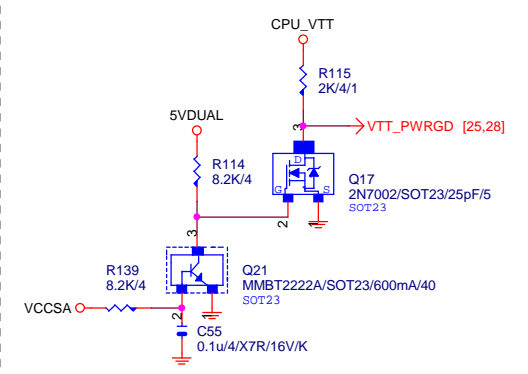 CPU_VTT
R115
2K/4/1
VTT_PWRGD [25,28]
3
5VDUAL
D
R114
8.2K/4
G
S
Q17
2N7002/SOT23/25pF/5
SOT23
2
1
3
R139
8.2K/4
Q21
MMBT2222A/SOT23/600mA/40
SOT23
VCCSA
2
1
C55
0.1u/4/X7R/16V/K